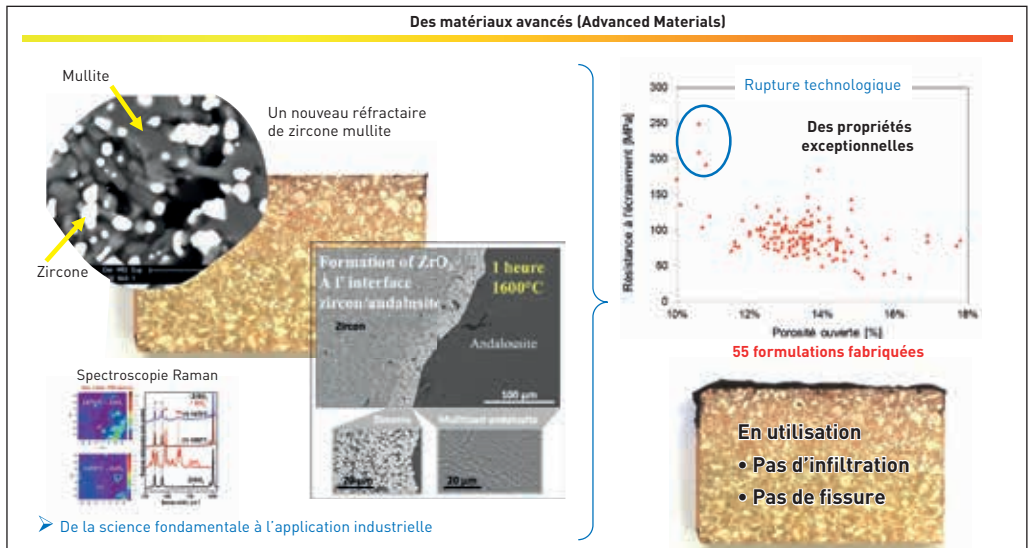 Des matériaux avancés (Advanced Materials)
Mullite
Un nouveau réfractaire
de zircone mullite
Zircone
Formation of ZrO2
À l' interface
zircon/andalusite
1 heure
1600°C
Zircon
Andalousite
100 µm
20 µm
20 µm
Spectroscopie Raman
➤ De la science fondamentale à l'application industrielle
Rupture technologique
Des propriétés
exceptionnelles
Résistance à l'écrasement [MPa]
300
250
200
150
100
50
0
10%
12%
14%
16%
18%
Porosité ouverte [%]
55 formulations fabriquées
En utilisation
• Pas d'infiltration
• Pas de fissure